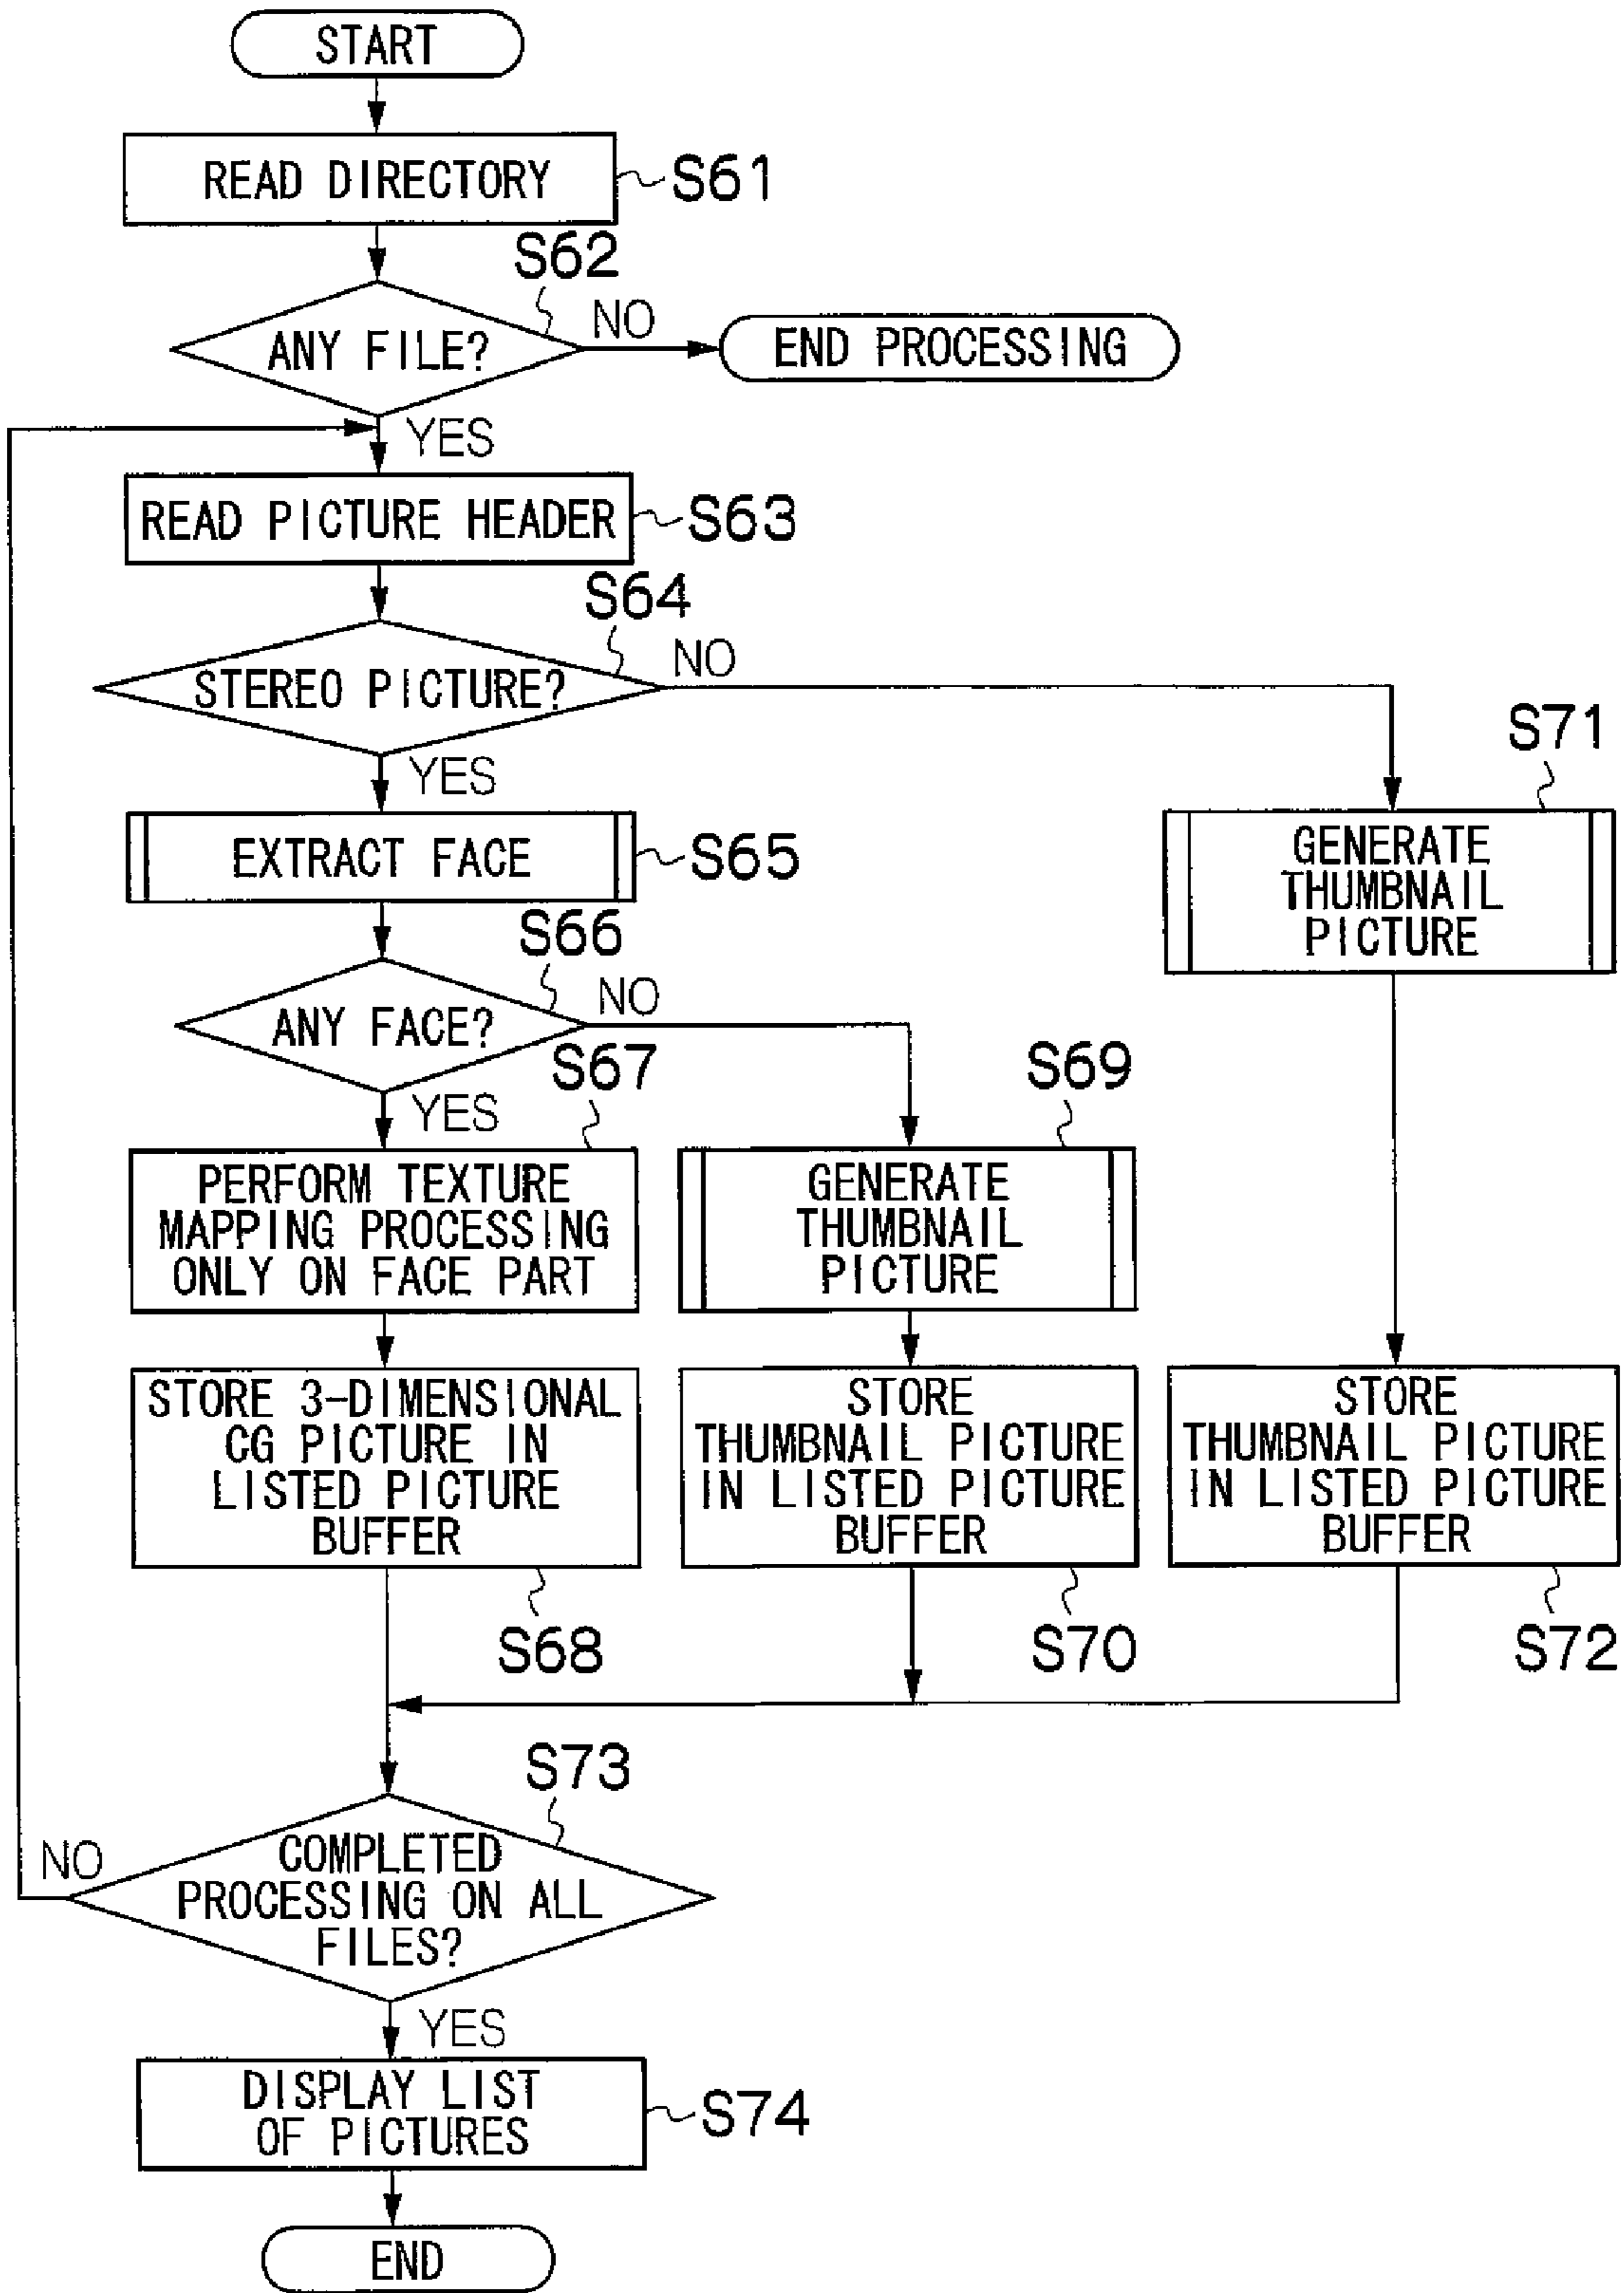 START
READ DIRECTORY
S61
S62
ANY FILE?
NO
END PROCESSING
YES
READ PICTURE HEADER
S63
S64
STEREO PICTURE?
NO
YES
S71
EXTRACT FACE
S65
GENERATE
THUMBNAIL
PICTURE
S66
ANY FACE?
NO
S67
S69
YES
PERFORM TEXTURE
MAPPING PROCESSING
ONLY ON FACE PART
GENERATE
THUMBNAIL
PICTURE
STORE 3-DIMENSIONAL
CG PICTURE IN
LISTED PICTURE
BUFFER
STORE
THUMBNAIL PICTURE
IN LISTED PICTURE
BUFFER
STORE
THUMBNAIL PICTURE
IN LISTED PICTURE
BUFFER
S68
S70
S72
S73
COMPLETED
PROCESSING ON ALL
FILES?
NO
YES
DISPLAY LIST
OF PICTURES
S74
END